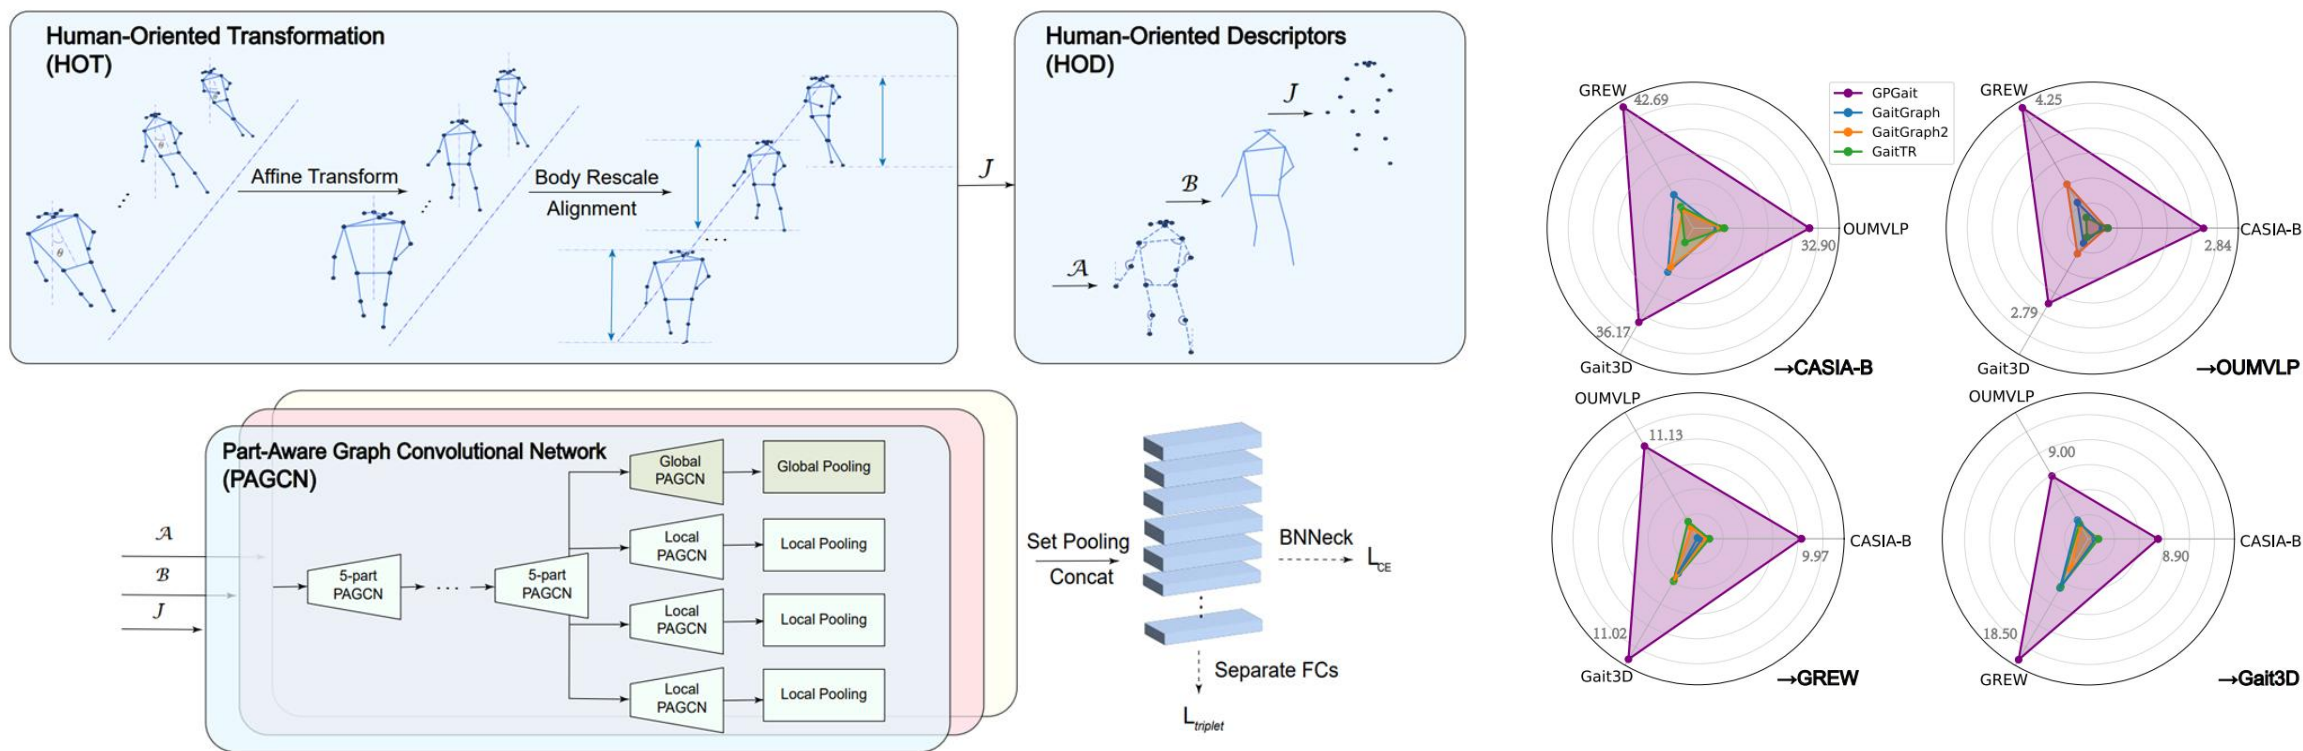 Human-Oriented Transformation
(HOT)
θ
θ
θ
Affine Transform
Body Rescale
Alignment
J
Human-Oriented Descriptors
(HOD)
A
B
J
Part-Aware Graph Convolutional Network
(PAGCN)
A
B
J
5-part
PAGCN
5-part
PAGCN
Global
PAGCN
Global Pooling
Local
PAGCN
Local Pooling
Local
PAGCN
Local Pooling
Local
PAGCN
Local Pooling
Set Pooling
Concat
BNNeck
L_CE
Separate FCs
L_triplet
GREW
42.69
OUMVLP
32.90
36.17
Gait3D
→CASIA-B
GPGait
GaitGraph
GaitGraph2
GaitTR
GREW
4.25
CASIA-B
2.84
2.79
Gait3D
→OUMVLP
OUMVLP
11.13
CASIA-B
9.97
11.02
Gait3D
→GREW
OUMVLP
9.00
CASIA-B
8.90
18.50
GREW
→Gait3D